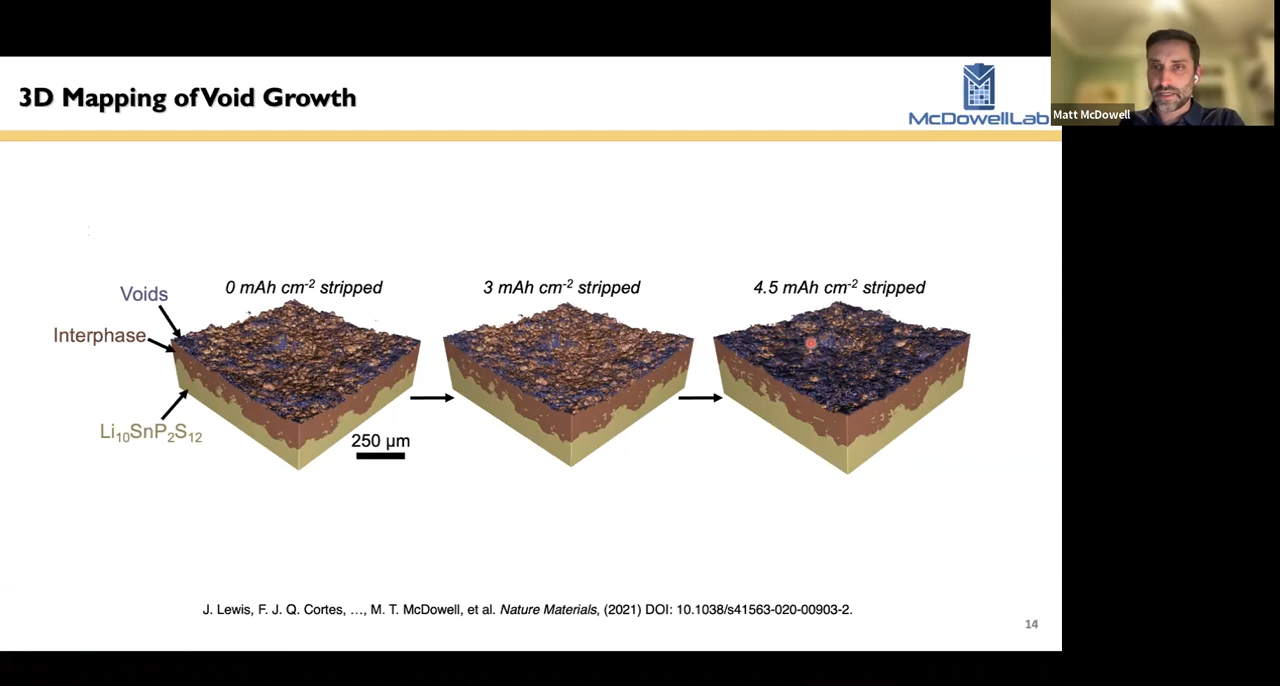 3D Mapping of Void Growth
McDowellLab
Matt McDowell
Voids
0 mAh cm-2 stripped
3 mAh cm-2 stripped
4.5 mAh cm-2 stripped
Interphase
Li10SnP2S12
250 µm
J. Lewis, F. J. Q. Cortes, …, M. T. McDowell, et al. Nature Materials, (2021) DOI: 10.1038/s41563-020-00903-2.
14